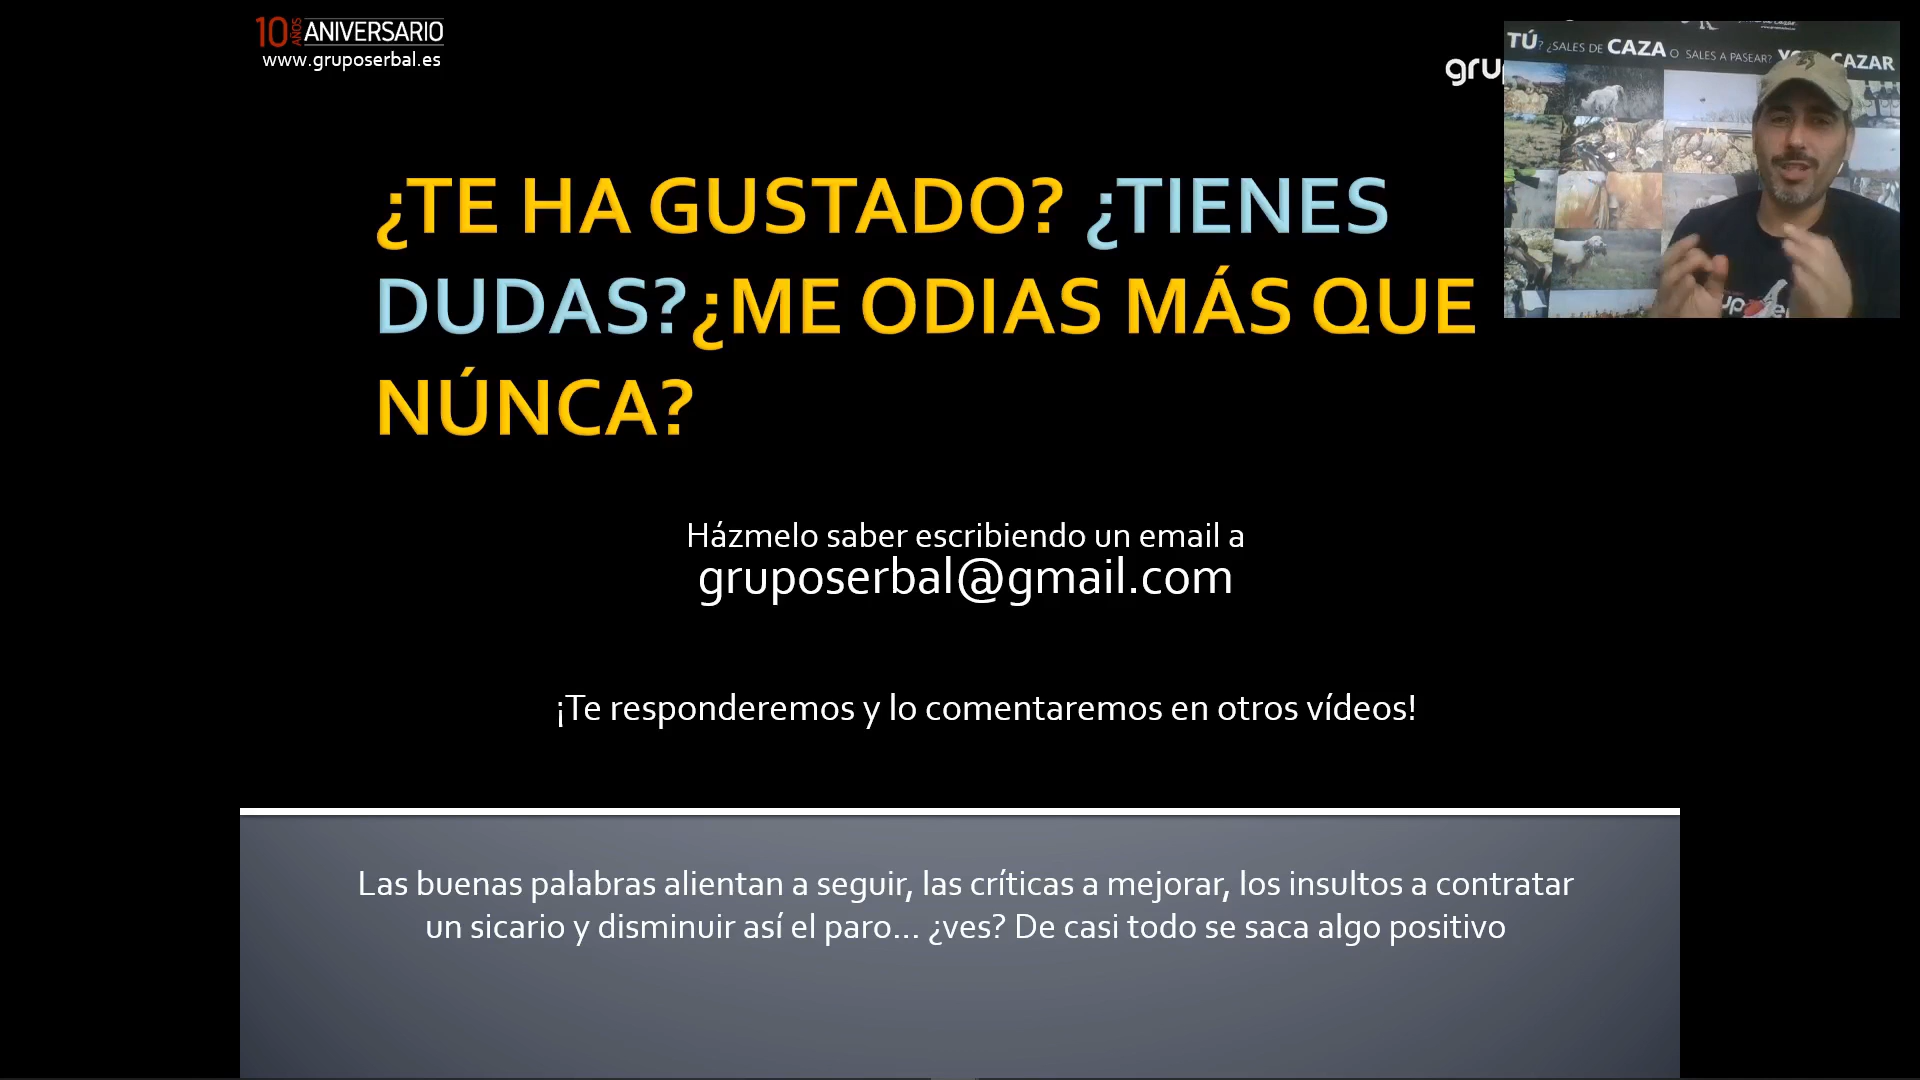 10 AÑOS ANIVERSARIO
www.gruposerbal.es
gru
TÚ? ¿SALES DE CAZA O SALES A PASEAR?
CAZAR
¿TE HA GUSTADO? ¿TIENES
DUDAS?¿ME ODIAS MÁS QUE
NÚNCA?
Házmelo saber escribiendo un email a
gruposerbal@gmail.com
¡Te responderemos y lo comentaremos en otros vídeos!
Las buenas palabras alientan a seguir, las críticas a mejorar, los insultos a contratar
un sicario y disminuir así el paro... ¿ves? De casi todo se saca algo positivo